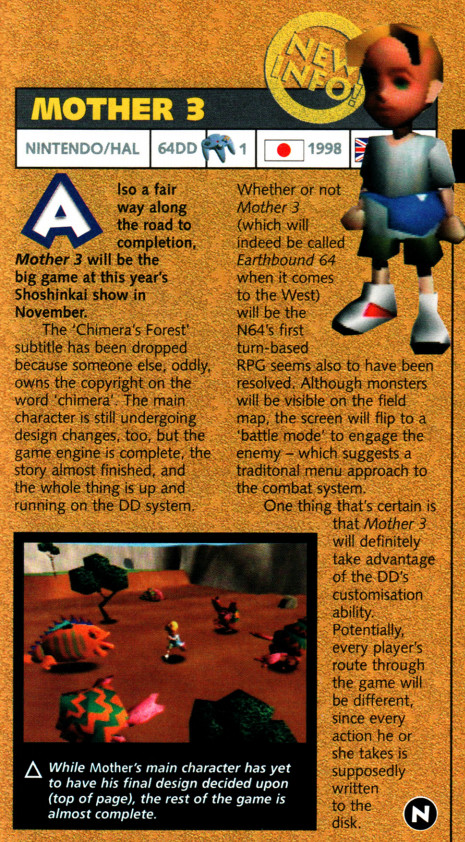 NEW
INFO!
MOTHER 3
NINTENDO/HAL 64DD 1 1998
Also a fair
way along
the road to
completion,
Mother 3 will be the
big game at this year's
Shoshinkai show in
November.
The 'Chimera's Forest'
subtitle has been dropped
because someone else, oddly,
owns the copyright on the
word 'chimera'. The main
character is still undergoing
design changes, too, but the
game engine is complete, the
story almost finished, and
the whole thing is up and
running on the DD system.
Whether or not
Mother 3
(which will
indeed be called
Earthbound 64
when it comes
to the West)
will be the
N64's first
turn-based
RPG seems also to have been
resolved. Although monsters
will be visible on the field
map, the screen will flip to a
'battle mode' to engage the
enemy – which suggests a
traditonal menu approach to
the combat system.
One thing that's certain is
that Mother 3
will definitely
take advantage
of the DD's
customisation
ability.
Potentially,
every player's
route through
the game will
be different,
since every
action he or
she takes is
supposedly
written
to the
disk.
N
While Mother's main character has yet
to have his final design decided upon
(top of page), the rest of the game is
almost complete.